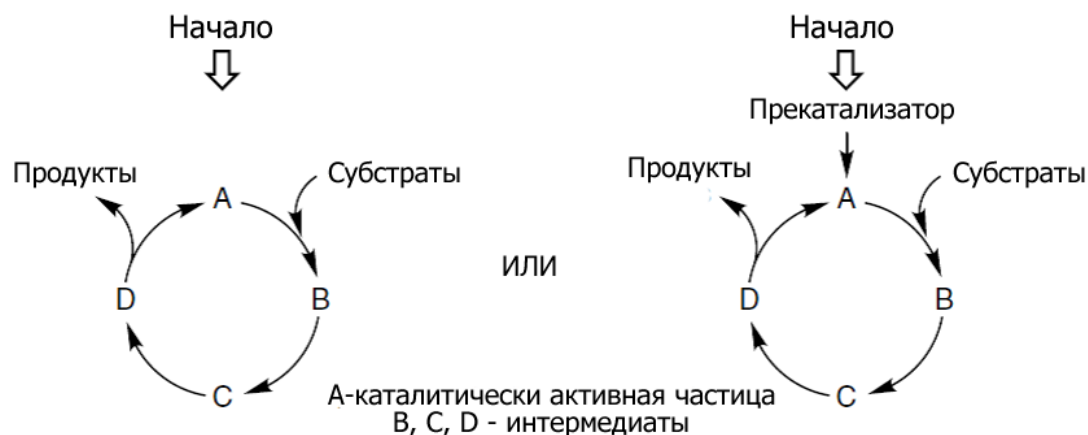 Начало
Начало
Прекатализатор
Продукты
Субстраты
Продукты
Субстраты
A
A
ИЛИ
D
B
D
B
C
C
А-каталитически активная частица
B, C, D - интермедиаты